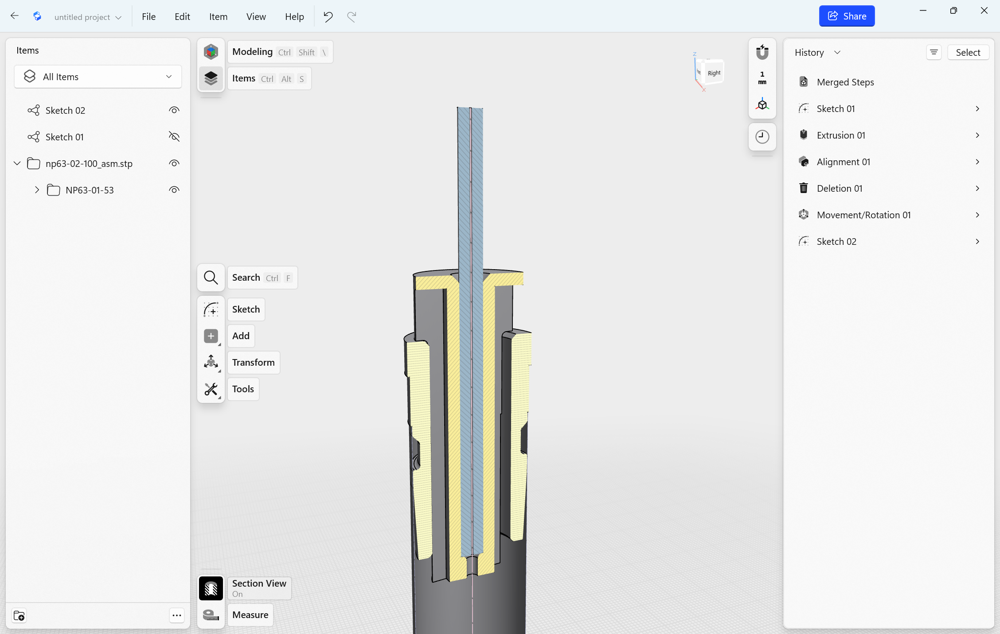 untitled project
File
Edit
Item
View
Help
Share
Items
All Items
Sketch 02
Sketch 01
np63-02-100_asm.stp
NP63-01-53
Modeling Ctrl Shift \
Items Ctrl Alt S
Search Ctrl F
Sketch
Add
Transform
Tools
Section View
On
Measure
Z
Front
Right
X
1
mm
History
Select
Merged Steps
Sketch 01
Extrusion 01
Alignment 01
Deletion 01
Movement/Rotation 01
Sketch 02